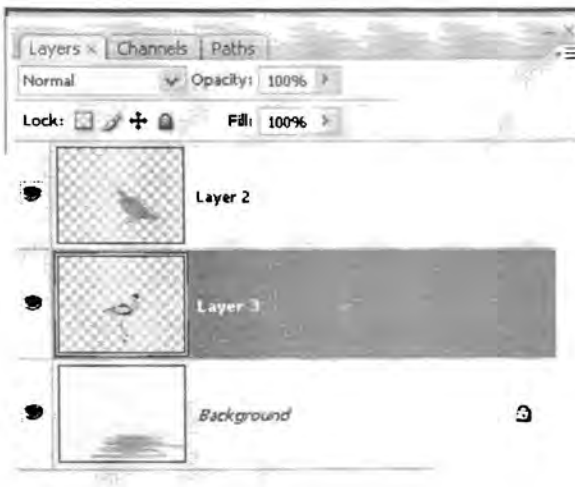 Layers × Channels Paths
Normal Opacity: 100%
Lock: Fill: 100%
Layer 2
Layer 3
Background